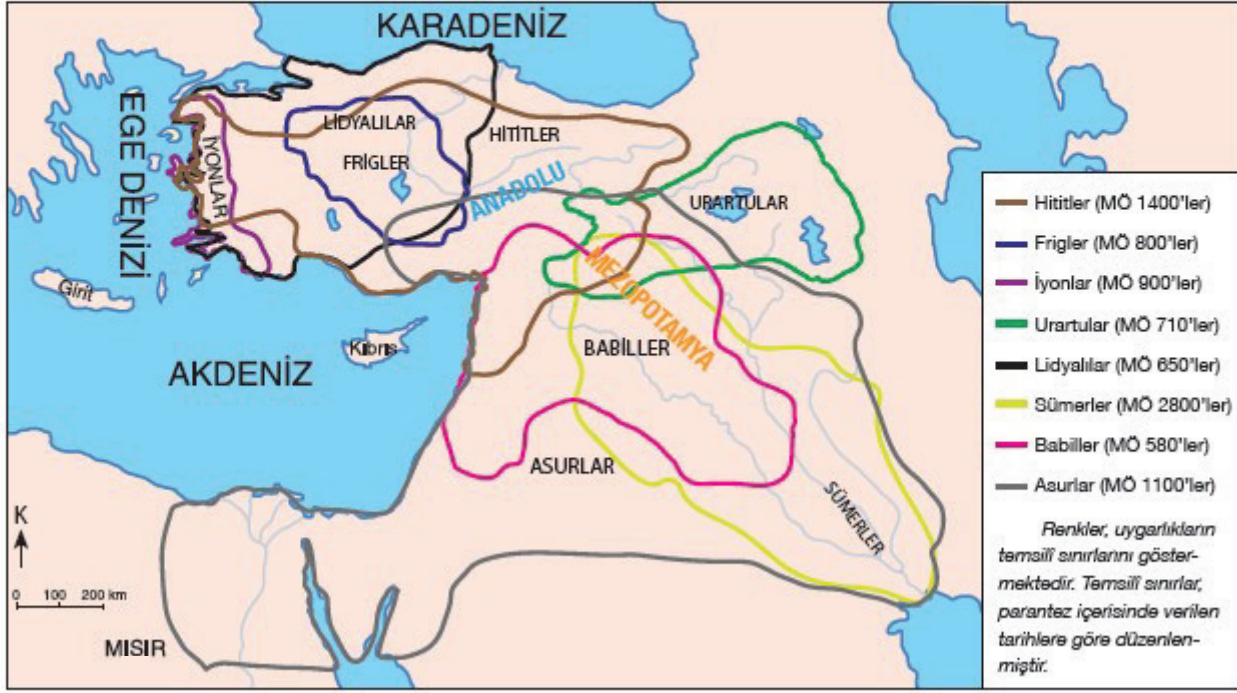 KARADENİZ
EGE DENİZİ
LİDYALILAR
HİTİTLER
FRİGLER
İYONLAR
ANADOLU
URARTULAR
MEZOPOTAMYA
Girit
Kıbrıs
AKDENİZ
BABİLLER
ASURLAR
SÜMERLER
K
0 100 200 km
MISIR
Hititler (MÖ 1400'ler)
Frigler (MÖ 800'ler)
İyonlar (MÖ 900'ler)
Urartular (MÖ 710'ler)
Lidyalılar (MÖ 650'ler)
Sümerler (MÖ 2800'ler)
Babiller (MÖ 580'ler)
Asurlar (MÖ 1100'ler)
Renkler, uygarlıkların
temsilî sınırlarını göster-
mektedir. Temsilî sınırlar,
parantez içerisinde verilen
tarihlere göre düzenlen-
miştir.